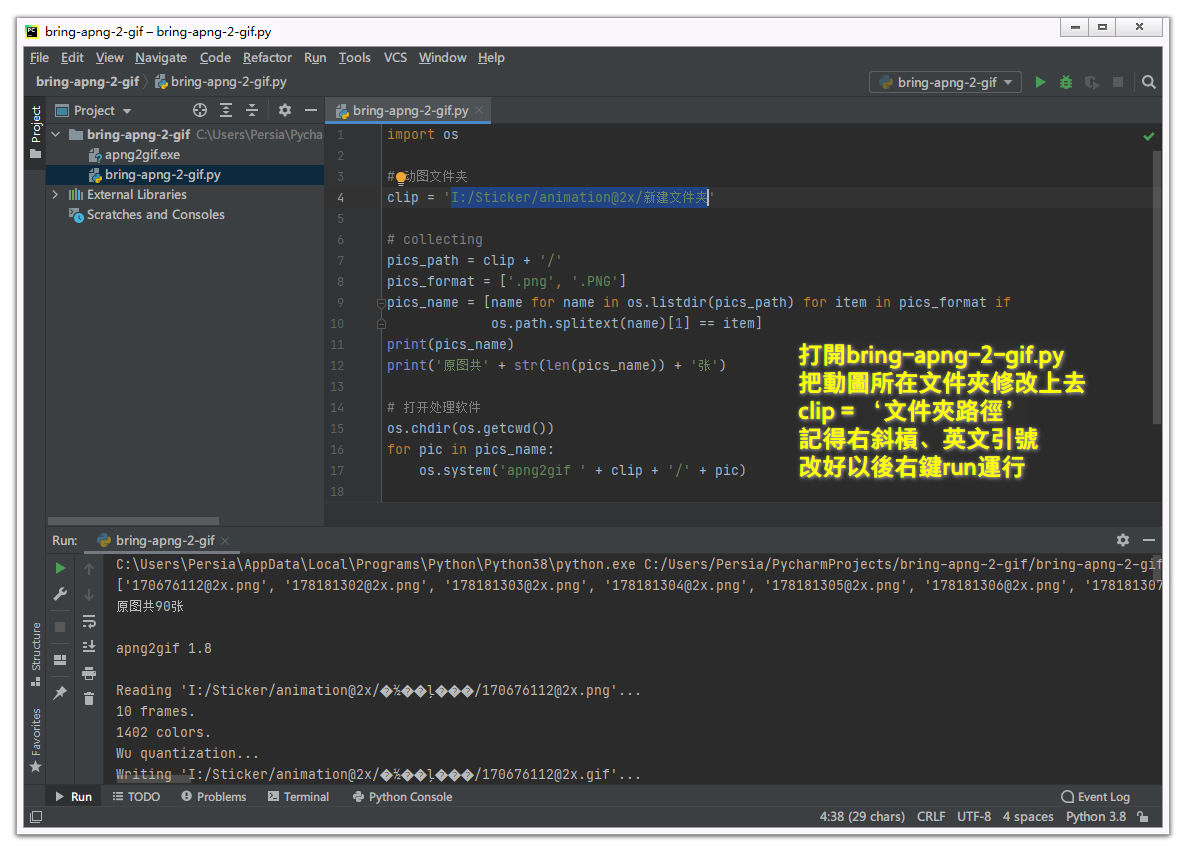 bring-apng-2-gif – bring-apng-2-gif.py
File Edit View Navigate Code Refactor Run Tools VCS Window Help
bring-apng-2-gif bring-apng-2-gif.py bring-apng-2-gif
Project
Project
bring-apng-2-gif C:\Users\Persia\Pycha
apng2gif.exe
bring-apng-2-gif.py
External Libraries
Scratches and Consoles
bring-apng-2-gif.py
1 import os
2
3 # 动图文件夹
4 clip = 'I:/Sticker/animation@2x/新建文件夹'
5
6 # collecting
7 pics_path = clip + '/'
8 pics_format = ['.png', '.PNG']
9 pics_name = [name for name in os.listdir(pics_path) for item in pics_format if
10 os.path.splitext(name)[1] == item]
11 print(pics_name)
12 print('原图共' + str(len(pics_name)) + '张')
13
14 # 打开处理软件
15 os.chdir(os.getcwd())
16 for pic in pics_name:
17 os.system('apng2gif ' + clip + '/' + pic)
18
打開bring-apng-2-gif.py
把動圖所在文件夾修改上去
clip = ‘文件夾路徑’
記得右斜槓、英文引號
改好以後右鍵run運行
Run: bring-apng-2-gif
C:\Users\Persia\AppData\Local\Programs\Python\Python38\python.exe C:/Users/Persia/PycharmProjects/bring-apng-2-gif/bring-apng-2-gif
['170676112@2x.png', '178181302@2x.png', '178181303@2x.png', '178181304@2x.png', '178181305@2x.png', '178181306@2x.png', '178181307
原图共90张
apng2gif 1.8
Reading 'I:/Sticker/animation@2x/�½��ļ���/170676112@2x.png'...
10 frames.
1402 colors.
Wu quantization...
Writing 'I:/Sticker/animation@2x/�½��ļ���/170676112@2x.gif'...
Structure
Favorites
Run TODO Problems Terminal Python Console Event Log
4:38 (29 chars) CRLF UTF-8 4 spaces Python 3.8